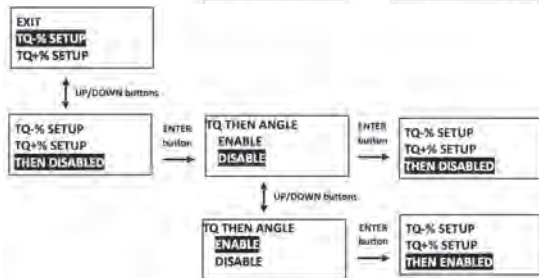 EXIT
TQ-% SETUP
TQ+% SETUP
UP/DOWN buttons
TQ-% SETUP
TQ+% SETUP
THEN DISABLED
ENTER
button
TQ THEN ANGLE
ENABLE
DISABLE
ENTER
button
TQ-% SETUP
TQ+% SETUP
THEN DISABLED
UP/DOWN buttons
TQ THEN ANGLE
ENABLE
DISABLE
ENTER
button
TQ-% SETUP
TQ+% SETUP
THEN ENABLED